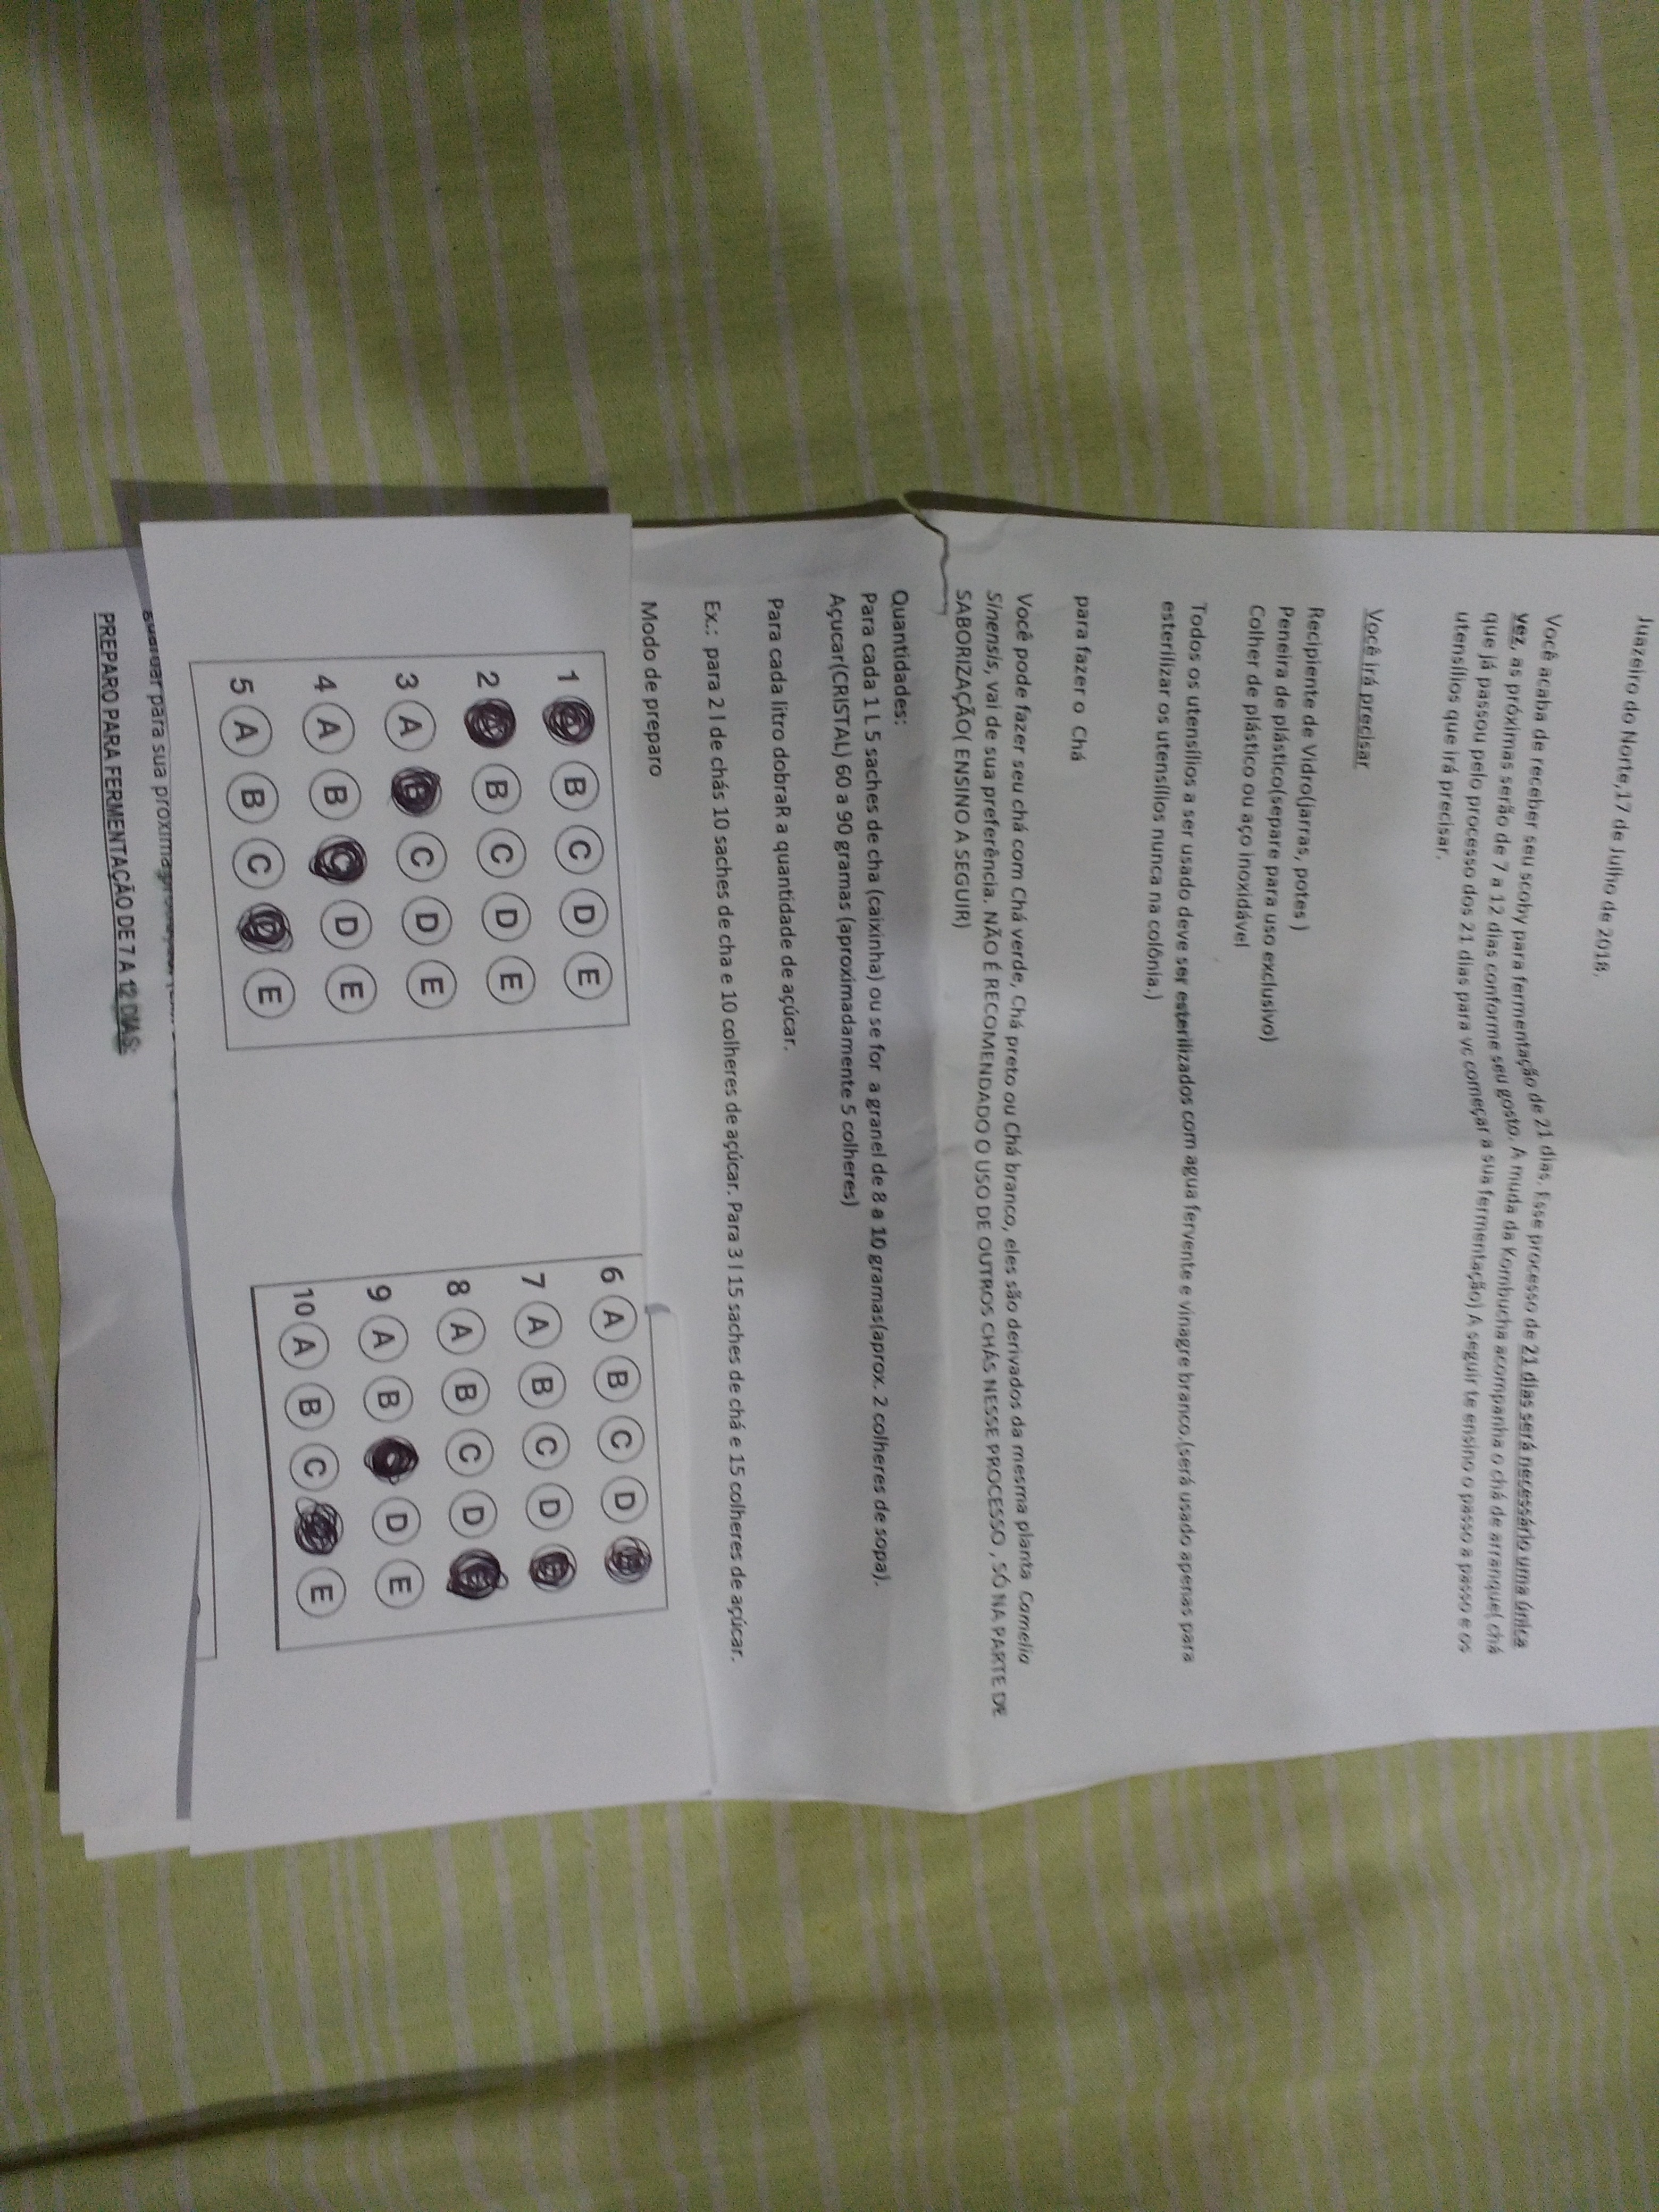 Juazeiro do Norte,17 de Julho de 2018.
Você acaba de receber seu scoby para fermentação de 21 dias. Esse processo de 21 dias será necessário uma única
vez, as próximas serão de 7 a 12 dias conforme seu gosto. A muda da Kombucha acompanha o chá de arranque( chá
que já passou pelo processo dos 21 dias para vc começar a sua fermentação) A seguir te ensino o passo a passo e os
utensílios que irá precisar.
Você irá precisar
Recipiente de Vidro(jarras, potes )
Peneira de plástico(separe para uso exclusivo)
Colher de plástico ou aço inoxidável
Todos os utensílios a ser usado deve ser esterilizados com agua fervente e vinagre branco.(será usado apenas para
esterilizar os utensílios nunca na colônia.)
para fazer o Chá
Você pode fazer seu chá com Chá verde, Chá preto ou Chá branco, eles são derivados da mesma planta Camelia
Sinensis, vai de sua preferência. NÃO É RECOMENDADO O USO DE OUTROS CHÁS NESSE PROCESSO , SÓ NA PARTE DE
SABORIZAÇÃO( ENSINO A SEGUIR)
Quantidades:
Para cada 1 L 5 saches de cha (caixinha) ou se for a granel de 8 a 10 gramas(aprox. 2 colheres de sopa).
Açucar(CRISTAL) 60 a 90 gramas (aproximadamente 5 colheres)
Para cada litro dobraR a quantidade de açúcar.
Ex.: para 2 l de chás 10 saches de cha e 10 colheres de açúcar. Para 3 l 15 saches de chá e 15 colheres de açúcar.
Modo de preparo
1 B C D E
2 B C D E
3 A B C D E
4 A B C D E
5 A B C D E
6 A B C D
7 A B C D E
8 A B C D E
9 A B D E
10 A B C E
para sua proxima
PREPARO PARA FERMENTAÇÃO DE 7 A 12 DIAS: